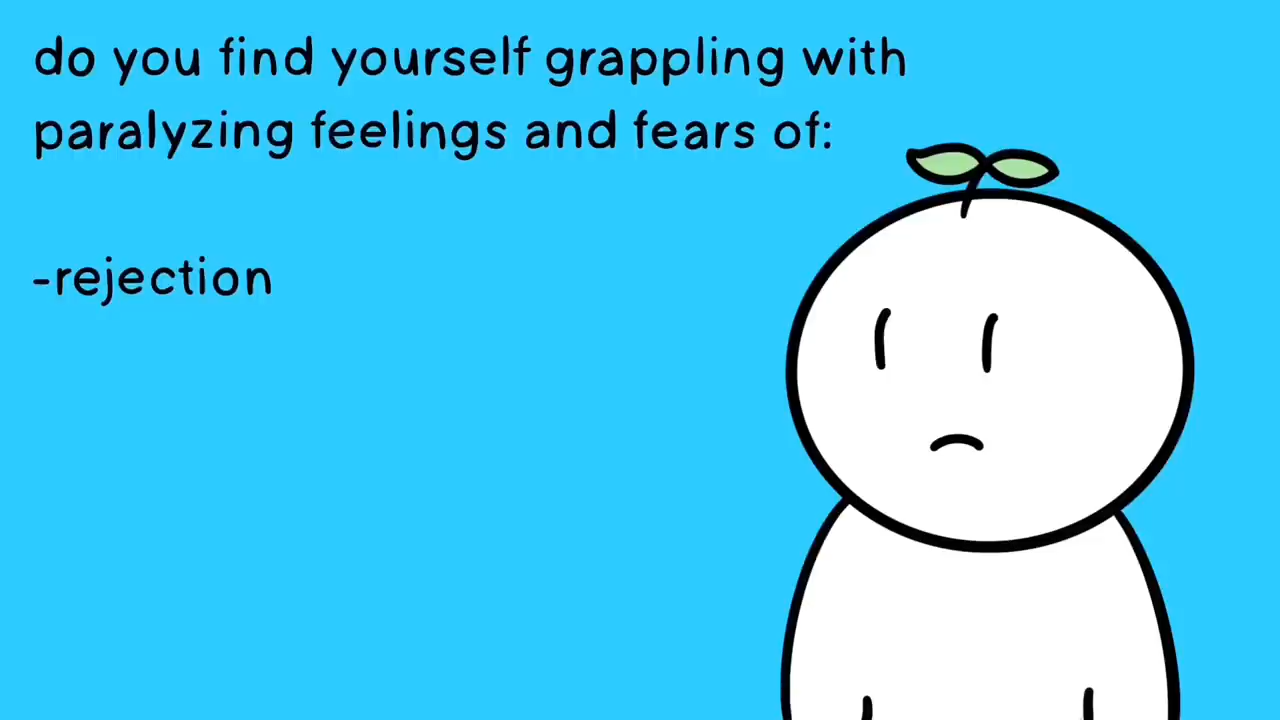 do you find yourself grappling with
paralyzing feelings and fears of:
-rejection